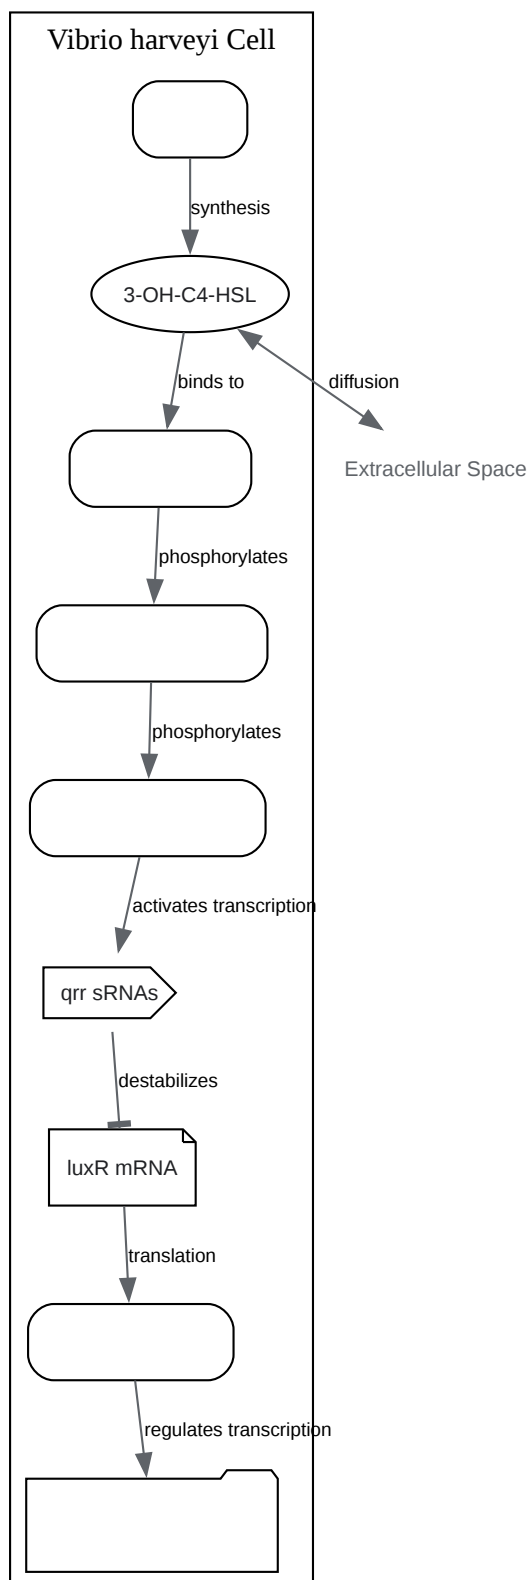 Vibrio harveyi Cell
synthesis
3-OH-C4-HSL
binds to
diffusion
Extracellular Space
phosphorylates
phosphorylates
activates transcription
qrr sRNAs
destabilizes
luxR mRNA
translation
regulates transcription